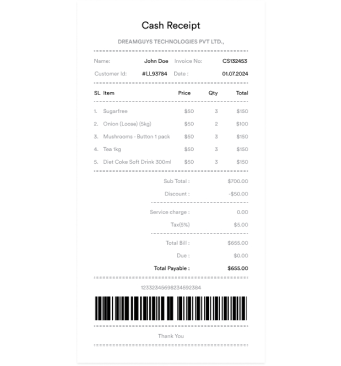 Cash Receipt
DREAMGUYS TECHNOLOGIES PVT LTD.,
Name: John Doe Invoice No: CS132453
Customer Id: #LL93784 Date : 01.07.2024
SL Item Price Qty Total
1. Sugarfree $50 3 $150
2. Onion (Loose) (5kg) $50 2 $100
3. Mushrooms - Button 1 pack $50 3 $150
4. Tea 1kg $50 3 $150
5. Diet Coke Soft Drink 300ml $50 3 $150
Sub Total : $700.00
Discount : -$50.00
Service charge : 0.00
Tax(5%) $5.00
Total Bill : $655.00
Due : $0.00
Total Payable : $655.00
Thank You